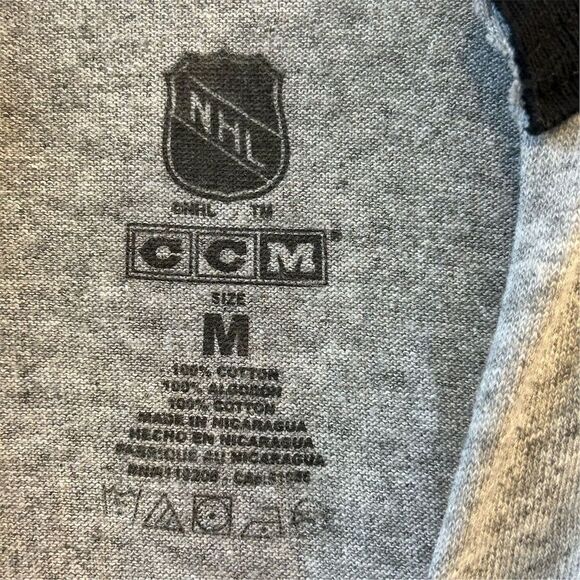 NHL
©NHL TM
CCM®
SIZE
M
100% COTTON
100% ALGODON
100% COTTON
MADE IN NICARAGUA
HECHO EN NICARAGUA
FABRIQUE AU NICARAGUA